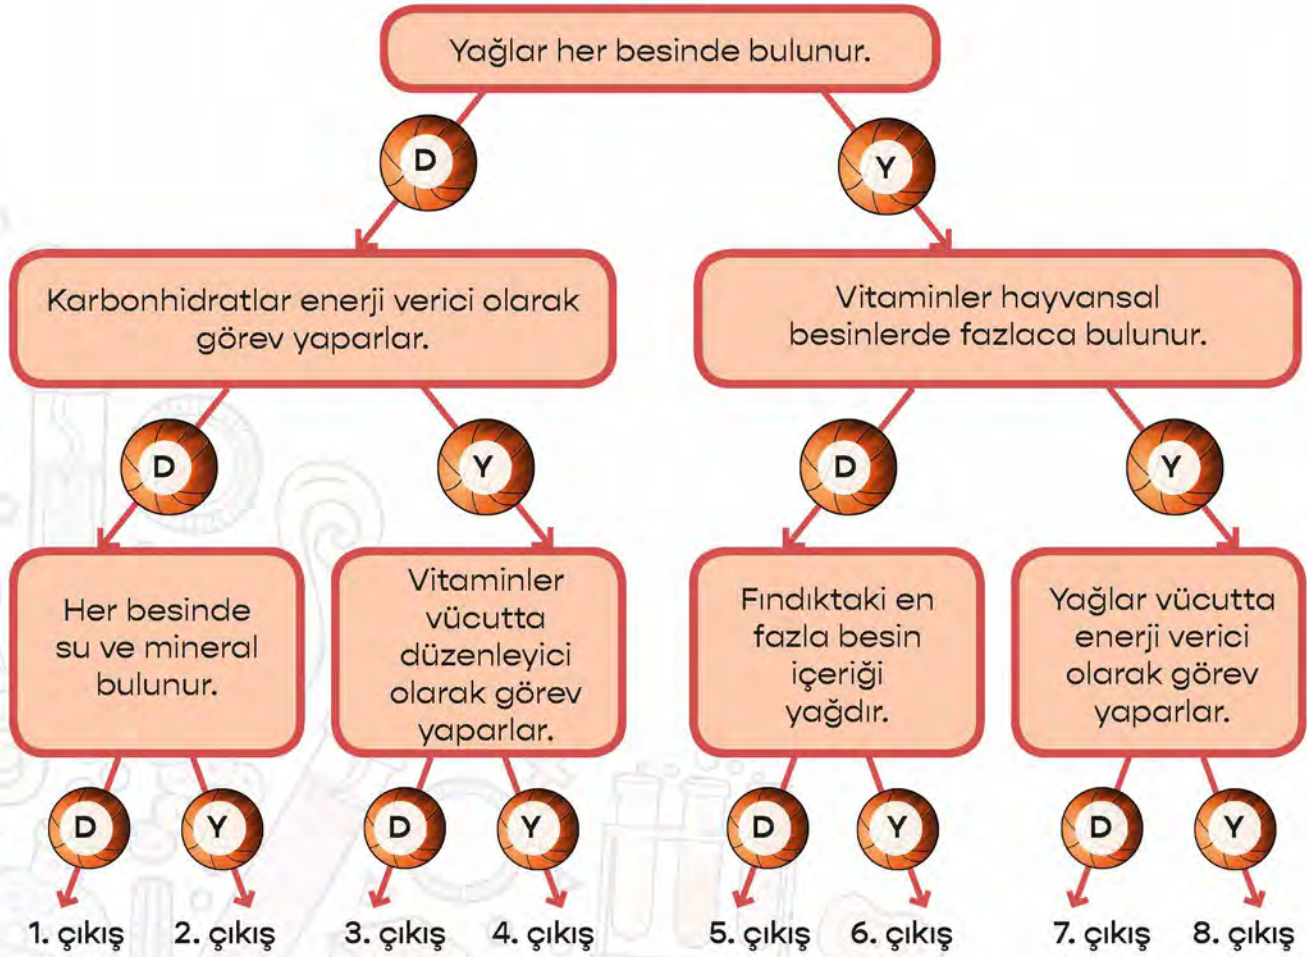 Yağlar her besinde bulunur.
D
Y
Karbonhidratlar enerji verici olarak
görev yaparlar.
Vitaminler hayvansal
besinlerde fazlaca bulunur.
D
Y
D
Y
Her besinde
su ve mineral
bulunur.
Vitaminler
vücutta
düzenleyici
olarak görev
yaparlar.
Fındıktaki en
fazla besin
içeriği
yağdır.
Yağlar vücutta
enerji verici
olarak görev
yaparlar.
D
Y
D
Y
D
Y
D
Y
1. çıkış
2. çıkış
3. çıkış
4. çıkış
5. çıkış
6. çıkış
7. çıkış
8. çıkış